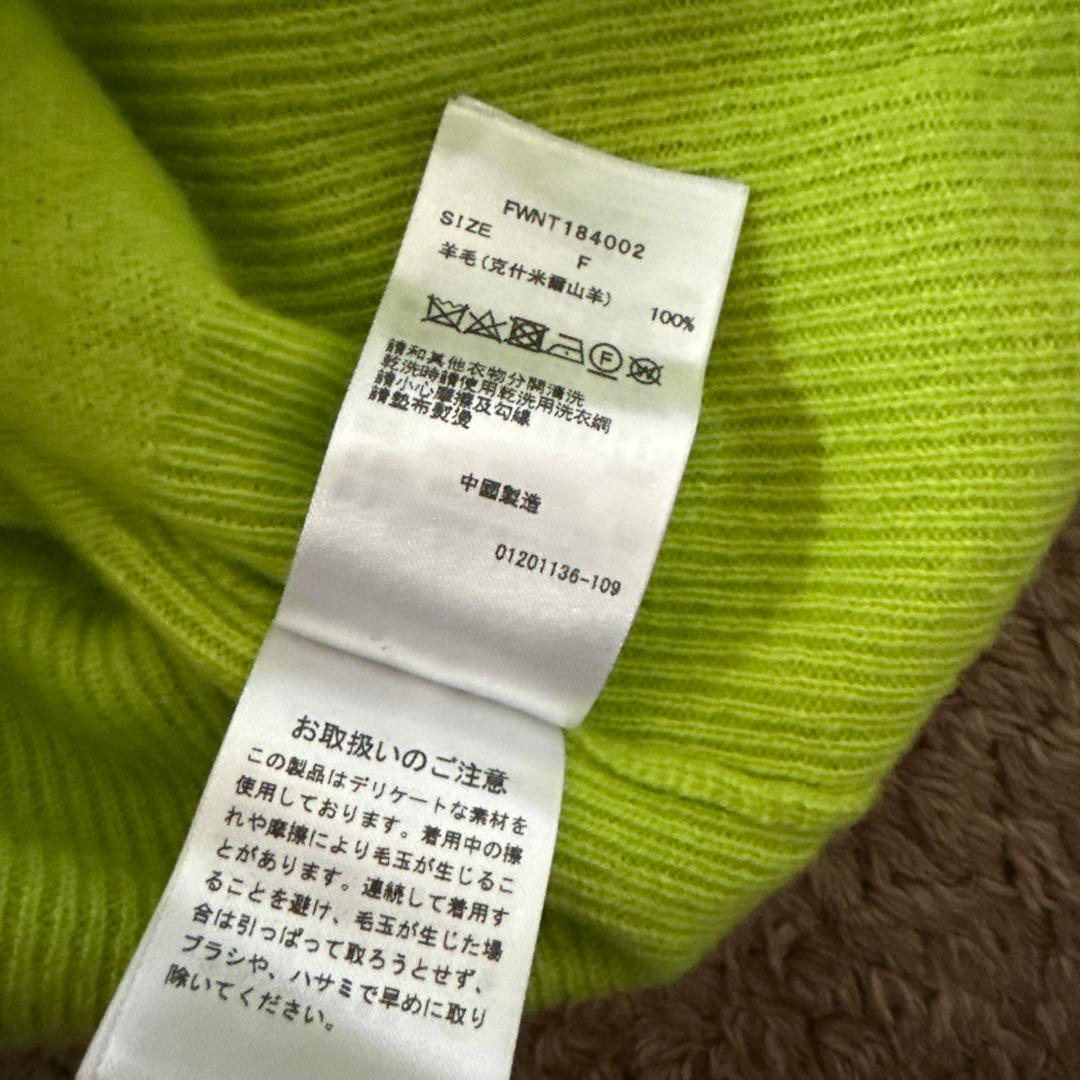 FWNT184002
SIZE F
羊毛(克什米爾山羊) 100%
F
W
請和其他衣物分開清洗
乾洗時請使用乾洗用洗衣網
請小心摩擦及勾線
請墊布熨燙
中國製造
01201136-109
お取扱いのご注意
この製品はデリケートな素材を
使用しております。着用中の擦
れや摩擦により毛玉が生じるこ
とがあります。連続して着用す
ることを避け、毛玉が生じた場
合は引っぱって取ろうとせず、
ブラシや、ハサミで早めに取り
除いてください。